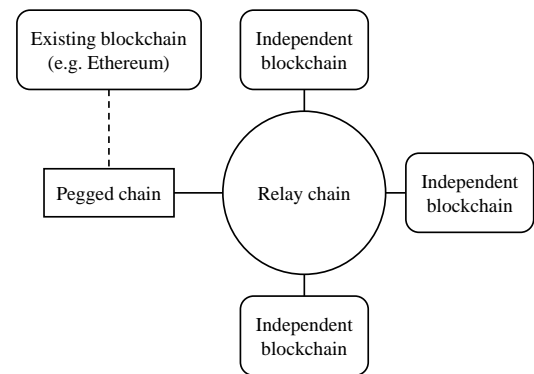 Existing blockchain
(e.g. Ethereum)
Independent
blockchain
Pegged chain
Relay chain
Independent
blockchain
Independent
blockchain